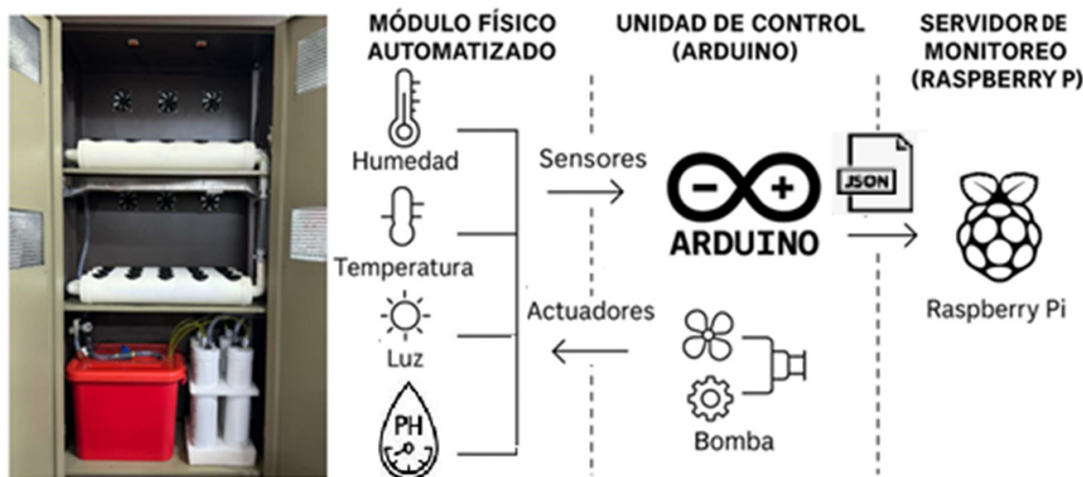 MÓDULO FÍSICO
AUTOMATIZADO
Humedad
Temperatura
Luz
PH
Sensores
Actuadores
UNIDAD DE CONTROL
(ARDUINO)
ARDUINO
Bomba
JSON
SERVIDOR DE
MONITOREO
(RASPBERRY P)
Raspberry Pi